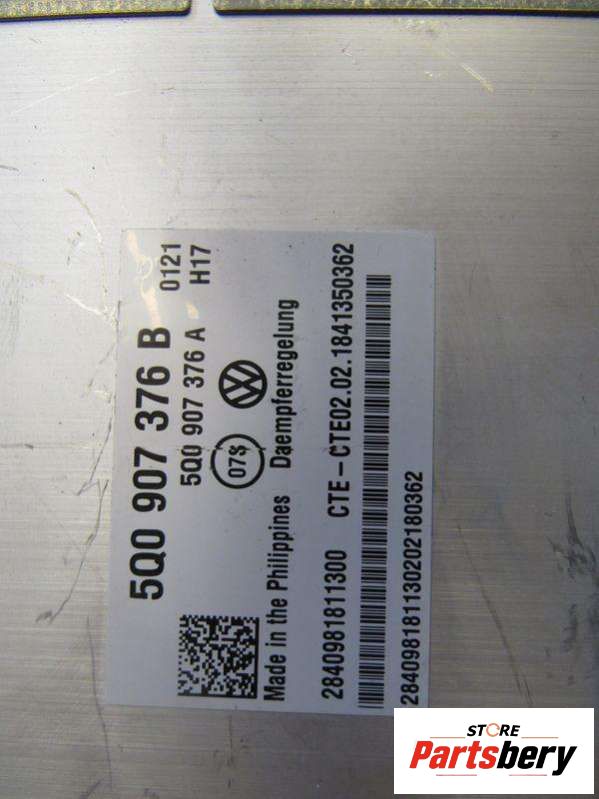 5Q0 907 376 B 0121
5Q0 907 376 A H17
07$
Made in the Philippines Daempferregelung
2840981811300 CTE-CTE02.02.1841350362
284098181130202180362
STORE
Partsbery